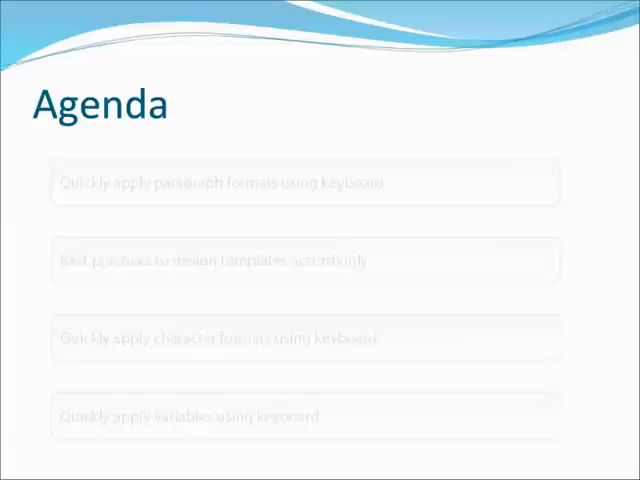 Agenda
Quickly apply paragraph formats using keyboard
Best practices to design templates accordingly
Quickly apply character formats using keyboard
Quickly apply variables using keyboard